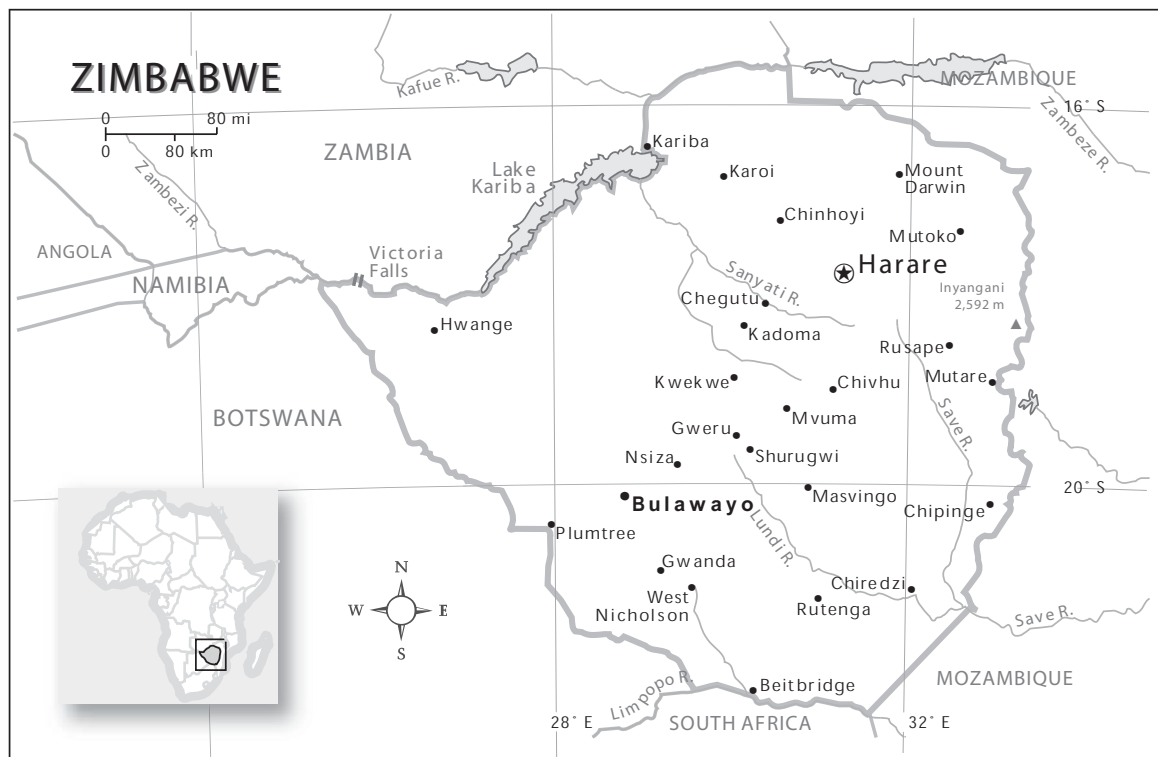 ZIMBABWE
0 80 mi
0 80 km
Kafue R.
MOZAMBIQUE
16° S
Zambeze R.
ZAMBIA
Kariba
Lake
Kariba
Karoi
Mount
Darwin
Zambezi R.
Chinhoyi
Mutoko
ANGOLA
NAMIBIA
Victoria
Falls
Harare
Sanyati R.
Inyangani
2,592 m
Chegutu
Hwange
Kadoma
Rusape
Kwekwe
Chivhu
Mutare
BOTSWANA
Mvuma
Save R.
Gweru
Shurugwi
Nsiza
20° S
Masvingo
Bulawayo
Chipinge
Plumtree
Lundi R.
Gwanda
N
W E
S
West
Nicholson
Chiredzi
Rutenga
Save R.
Beitbridge
MOZAMBIQUE
Limpopo R.
28° E
SOUTH AFRICA
32° E